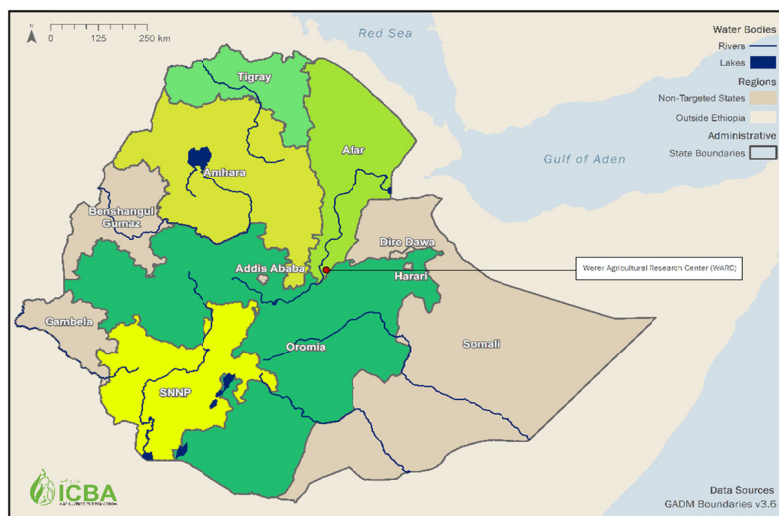 N
0 125 250 km
Red Sea
Gulf of Aden
Water Bodies
Rivers
Lakes
Regions
Non-Targeted States
Outside Ethiopia
Administrative
State Boundaries
Tigray
Afar
Amhara
Benshangul
Gumaz
Dire Dawa
Addis Ababa
Harari
Werer Agricultural Research Center (WARC)
Gambela
Oromia
Somali
SNNP
ICBA
Data Sources
GADM Boundaries v3.6